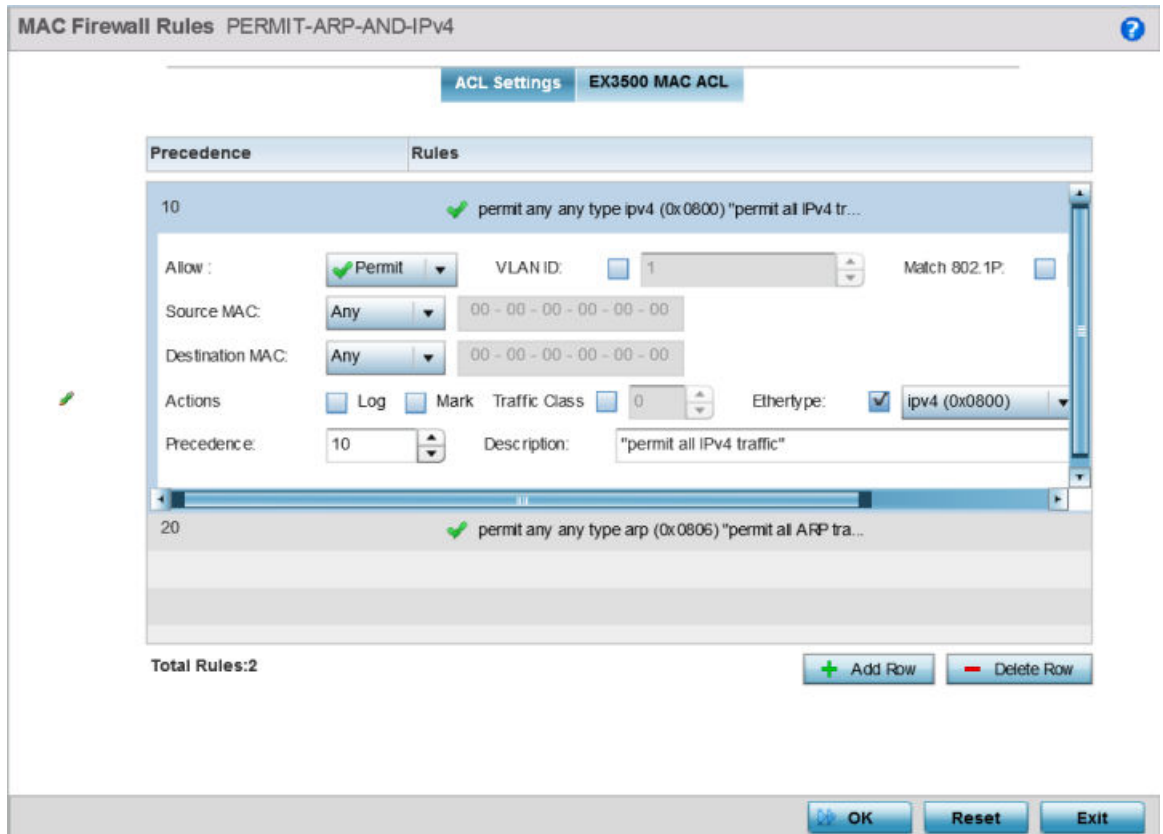 MAC Firewall Rules PERMIT-ARP-AND-IPv4 ?
ACL Settings EX3500 MAC ACL
Precedence Rules
10 permit any any type ipv4 (0x0800) "permit all IPv4 tr...
Allow : Permit VLAN ID: 1 Match 802.1P:
Source MAC: Any 00 - 00 - 00 - 00 - 00 - 00
Destination MAC: Any 00 - 00 - 00 - 00 - 00 - 00
Actions Log Mark Traffic Class 0 Ethertype: ipv4 (0x0800)
Precedence: 10 Description: "permit all IPv4 traffic"
20 permit any any type arp (0x0806) "permit all ARP tra...
Total Rules:2 Add Row Delete Row
OK Reset Exit